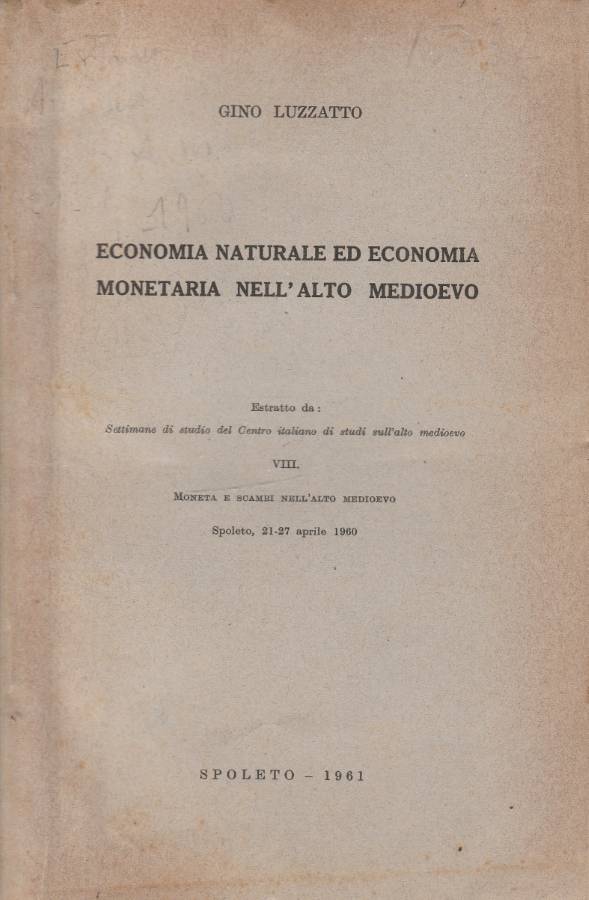 GINO LUZZATTO
ECONOMIA NATURALE ED ECONOMIA
MONETARIA NELL'ALTO MEDIOEVO
Estratto da:
Settimane di studio del Centro italiano di studi sull'alto medioevo
VIII.
MONETA E SCAMBI NELL'ALTO MEDIOEVO
Spoleto, 21-27 aprile 1960
SPOLETO - 1961